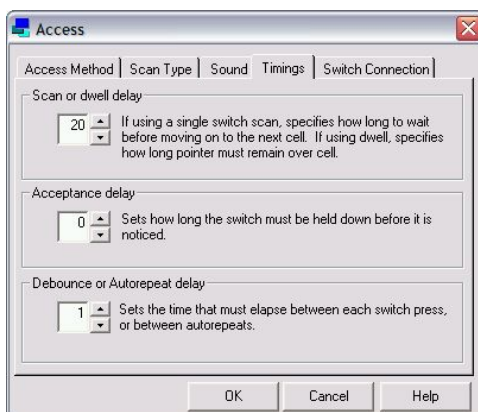 Access
Access Method Scan Type Sound Timings Switch Connection
Scan or dwell delay
20
If using a single switch scan, specifies how long to wait
before moving on to the next cell. If using dwell, specifies
how long pointer must remain over cell.
Acceptance delay
0
Sets how long the switch must be held down before it is
noticed.
Debounce or Autorepeat delay
1
Sets the time that must elapse between each switch press,
or between autorepeats.
OK Cancel Help